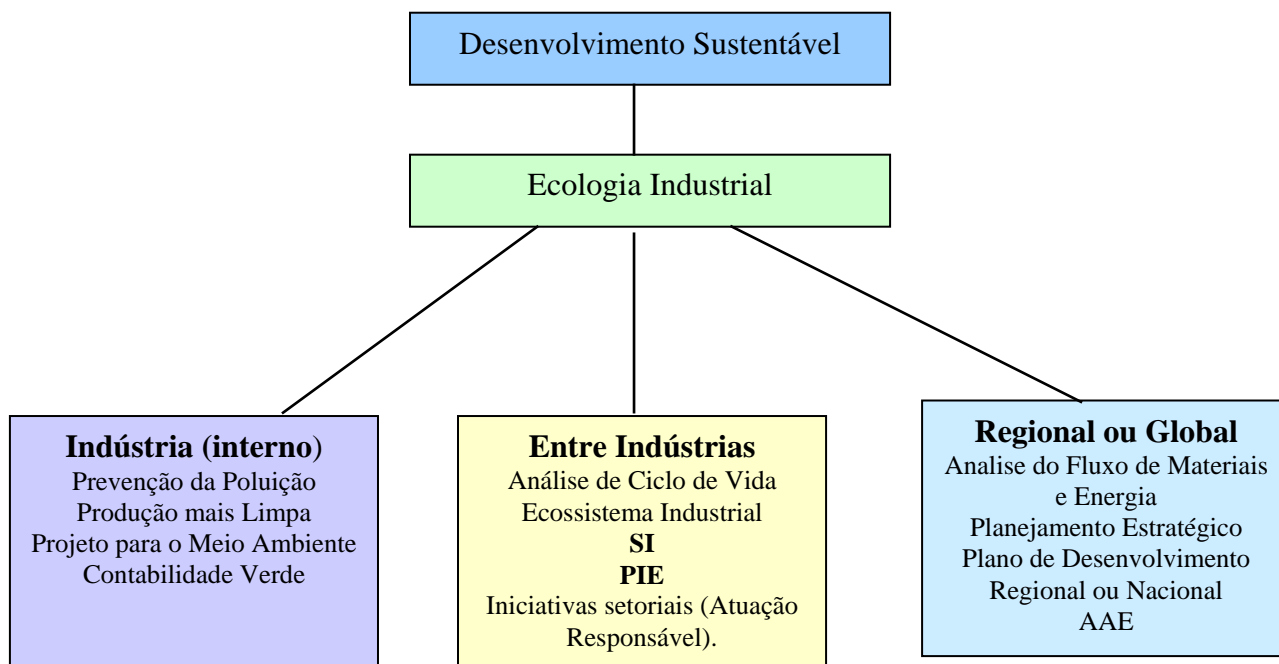 Desenvolvimento Sustentável
Ecologia Industrial
Indústria (interno)
Prevenção da Poluição
Produção mais Limpa
Projeto para o Meio Ambiente
Contabilidade Verde
Entre Indústrias
Análise de Ciclo de Vida
Ecossistema Industrial
SI
PIE
Iniciativas setoriais (Atuação
Responsável).
Regional ou Global
Analise do Fluxo de Materiais
e Energia
Planejamento Estratégico
Plano de Desenvolvimento
Regional ou Nacional
AAE